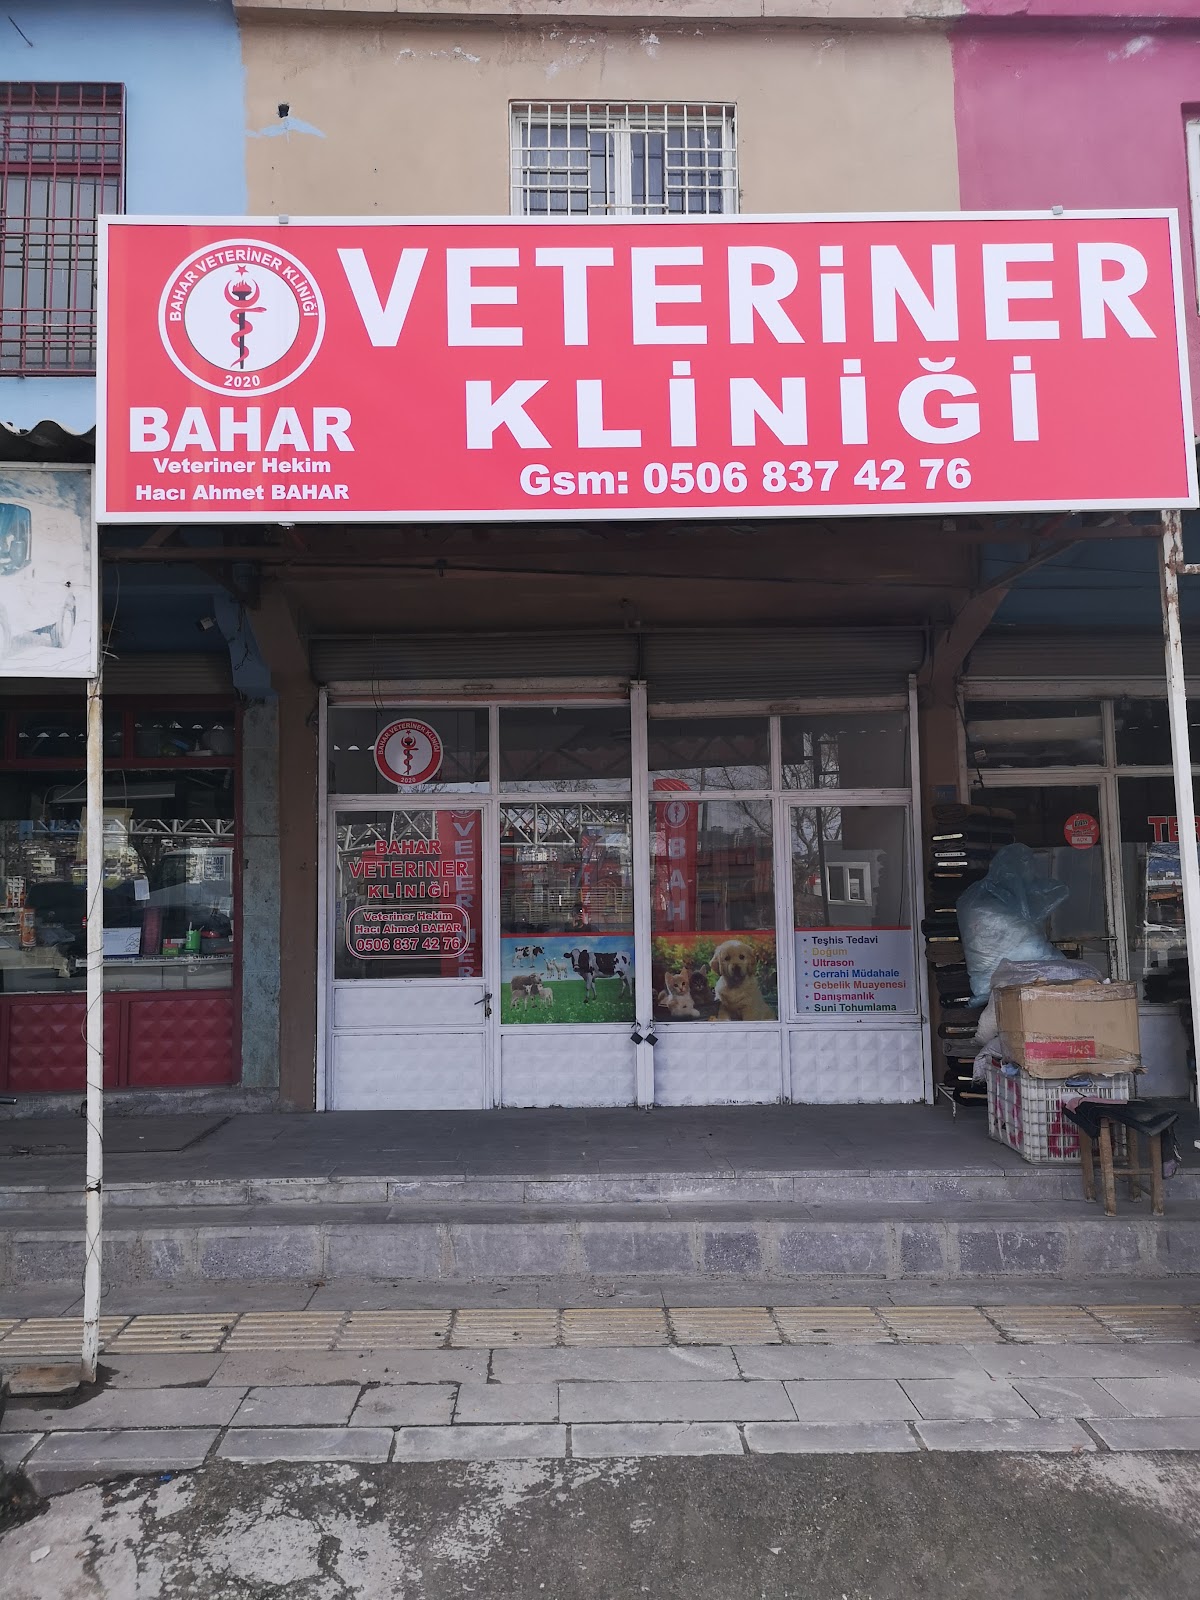 BAHAR VETERİNER KLİNİĞİ
2020
VETERiNER
KLİNİĞİ
Gsm: 0506 837 42 76
BAHAR
Veteriner Hekim
Hacı Ahmet BAHAR
BAHAR VETERİNER KLİNİĞİ
2020
BAHAR
VETERİNER
KLİNİĞİ
Veteriner Hekim
Hacı Ahmet BAHAR
0506 837 42 76
BAH
• Teşhis Tedavi
• Doğum
• Ultrason
• Cerrahi Müdahale
• Gebelik Muayenesi
• Danışmanlık
• Suni Tohumlama
TE